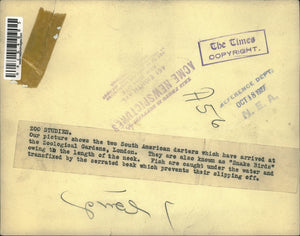 The Times
COPYRIGHT.
ACME NEWSPICTURES
REFERENCE DEPT.
OCT 18 1937
N. E. A.
A56
ZOO STUDIES.
Our picture shows the two South American darters which have arrived at
the Zoological Gardens, London. They are also known as "Snake Birds"
owing to the length of the neck. Fish are caught under the water and
transfixed by the serrated beak which prevents their slipping off.